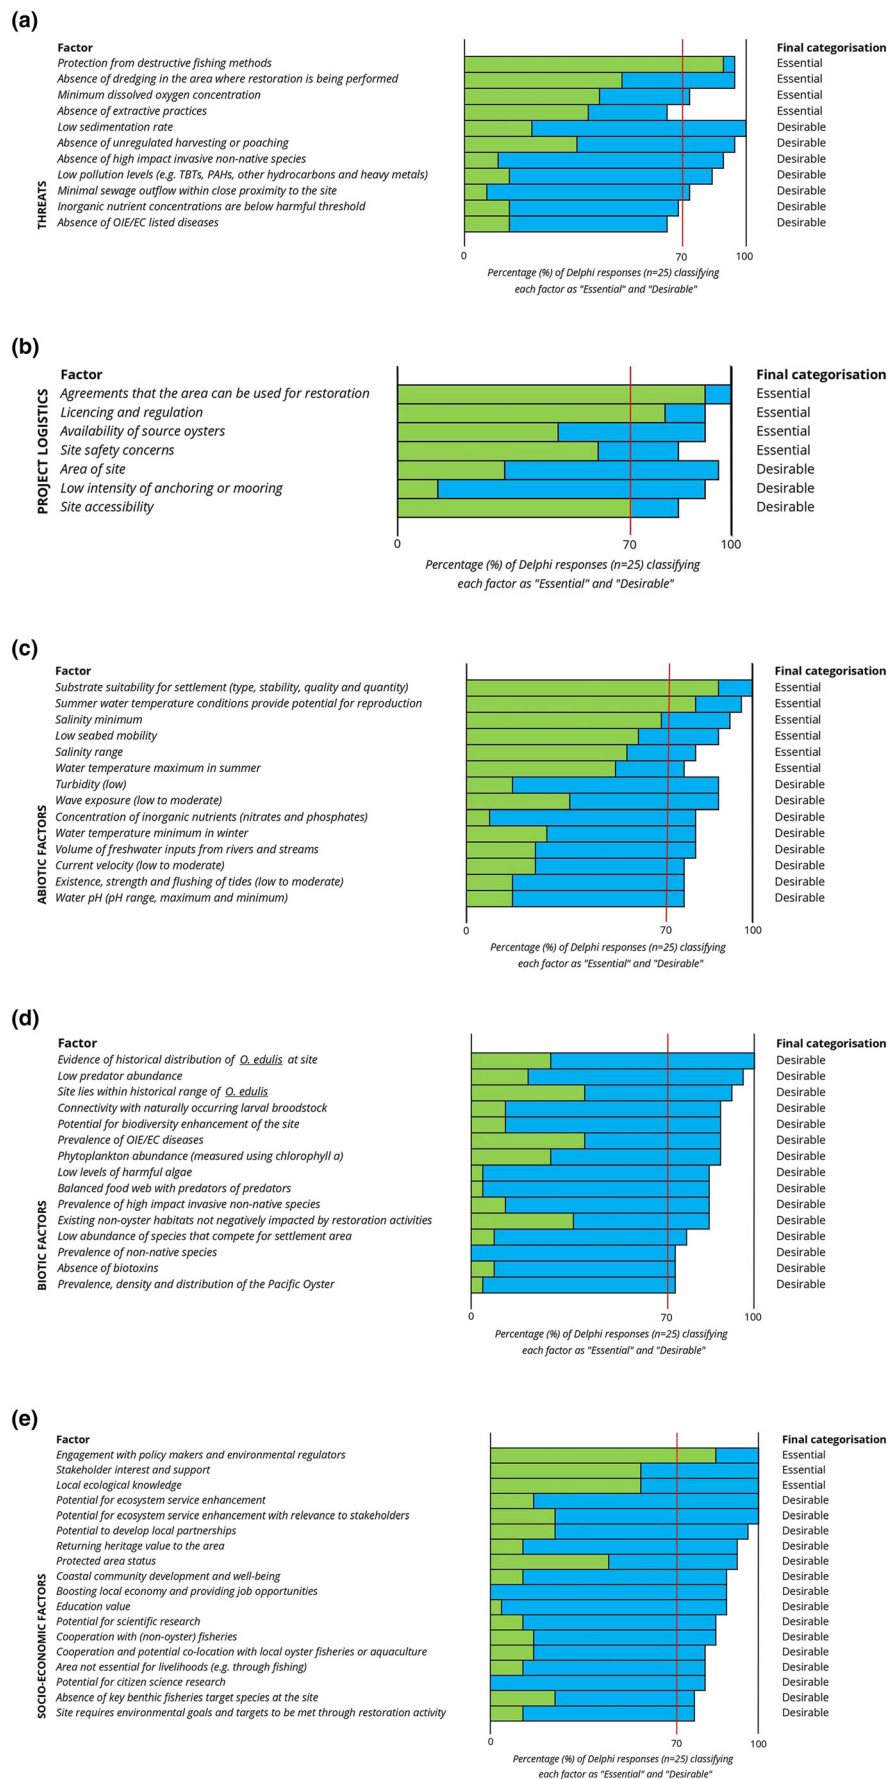 (a)
Factor Final categorisation
Protection from destructive fishing methods Essential
Absence of dredging in the area where restoration is being performed Essential
Minimum dissolved oxygen concentration Essential
Absence of extractive practices Essential
Low sedimentation rate Desirable
Absence of unregulated harvesting or poaching Desirable
Absence of high impact invasive non-native species Desirable
Low pollution levels (e.g. TBTs, PAHs, other hydrocarbons and heavy metals) Desirable
Minimal sewage outflow within close proximity to the site Desirable
Inorganic nutrient concentrations are below harmful threshold Desirable
Absence of OIE/EC listed diseases Desirable
THREATS
0 70 100
Percentage (%) of Delphi responses (n=25) classifying
each factor as "Essential" and "Desirable"
(b)
Factor Final categorisation
Agreements that the area can be used for restoration Essential
Licencing and regulation Essential
Availability of source oysters Essential
Site safety concerns Essential
Area of site Desirable
Low intensity of anchoring or mooring Desirable
Site accessibility Desirable
PROJECT LOGISTICS
0 70 100
Percentage (%) of Delphi responses (n=25) classifying
each factor as "Essential" and "Desirable"
(c)
Factor Final categorisation
Substrate suitability for settlement (type, stability, quality and quantity) Essential
Summer water temperature conditions provide potential for reproduction Essential
Salinity minimum Essential
Low seabed mobility Essential
Salinity range Essential
Water temperature maximum in summer Essential
Turbidity (low) Desirable
Wave exposure (low to moderate) Desirable
Concentration of inorganic nutrients (nitrates and phosphates) Desirable
Water temperature minimum in winter Desirable
Volume of freshwater inputs from rivers and streams Desirable
Current velocity (low to moderate) Desirable
Existence, strength and flushing of tides (low to moderate) Desirable
Water pH (pH range, maximum and minimum) Desirable
ABIOTIC FACTORS
0 70 100
Percentage (%) of Delphi responses (n=25) classifying
each factor as "Essential" and "Desirable"
(d)
Factor Final categorisation
Evidence of historical distribution of O. edulis at site Desirable
Low predator abundance Desirable
Site lies within historical range of O. edulis Desirable
Connectivity with naturally occurring larval broodstock Desirable
Potential for biodiversity enhancement of the site Desirable
Prevalence of OIE/EC diseases Desirable
Phytoplankton abundance (measured using chlorophyll a) Desirable
Low levels of harmful algae Desirable
Balanced food web with predators of predators Desirable
Prevalence of high impact invasive non-native species Desirable
Existing non-oyster habitats not negatively impacted by restoration activities Desirable
Low abundance of species that compete for settlement area Desirable
Prevalence of non-native species Desirable
Absence of biotoxins Desirable
Prevalence, density and distribution of the Pacific Oyster Desirable
BIOTIC FACTORS
0 70 100
Percentage (%) of Delphi responses (n=25) classifying
each factor as "Essential" and "Desirable"
(e)
Factor Final categorisation
Engagement with policy makers and environmental regulators Essential
Stakeholder interest and support Essential
Local ecological knowledge Essential
Potential for ecosystem service enhancement Desirable
Potential for ecosystem service enhancement with relevance to stakeholders Desirable
Potential to develop local partnerships Desirable
Returning heritage value to the area Desirable
Protected area status Desirable
Coastal community development and well-being Desirable
Boosting local economy and providing job opportunities Desirable
Education value Desirable
Potential for scientific research Desirable
Cooperation with (non-oyster) fisheries Desirable
Cooperation and potential co-location with local oyster fisheries or aquaculture Desirable
Area not essential for livelihoods (e.g. through fishing) Desirable
Potential for citizen science research Desirable
Absence of key benthic fisheries target species at the site Desirable
Site requires environmental goals and targets to be met through restoration activity Desirable
SOCIO-ECONOMIC FACTORS
0 70 100
Percentage (%) of Delphi responses (n=25) classifying
each factor as "Essential" and "Desirable"